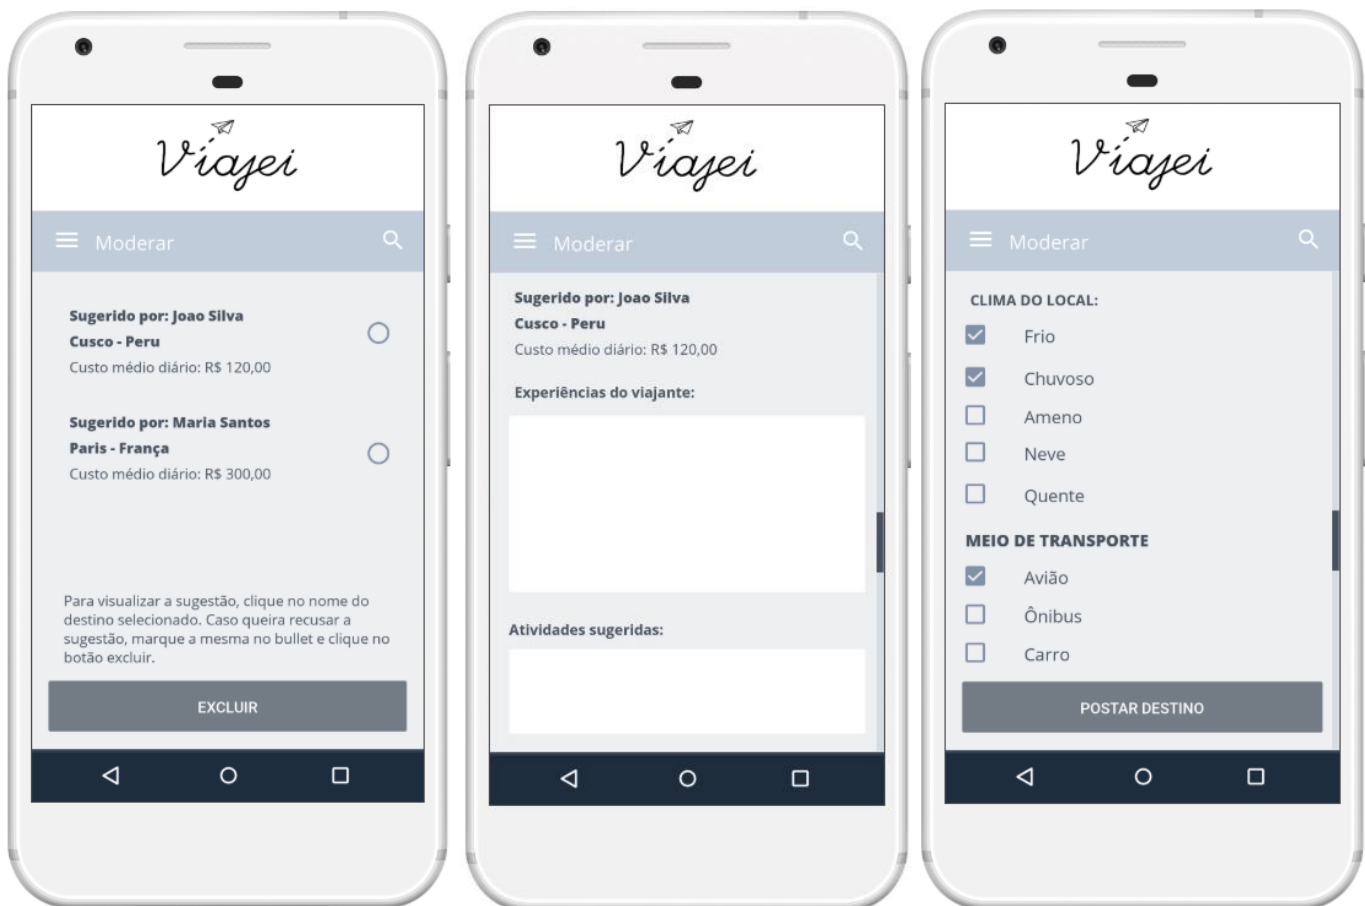 Viajei
Moderar
Sugerido por: Joao Silva
Cusco - Peru
Custo médio diário: R$ 120,00
Sugerido por: Maria Santos
Paris - França
Custo médio diário: R$ 300,00
Para visualizar a sugestão, clique no nome do
destino selecionado. Caso queira recusar a
sugestão, marque a mesma no bullet e clique no
botão excluir.
EXCLUIR
Viajei
Moderar
Sugerido por: Joao Silva
Cusco - Peru
Custo médio diário: R$ 120,00
Experiências do viajante:
Atividades sugeridas:
Viajei
Moderar
CLIMA DO LOCAL:
Frio
Chuvoso
Ameno
Neve
Quente
MEIO DE TRANSPORTE
Avião
Ônibus
Carro
POSTAR DESTINO